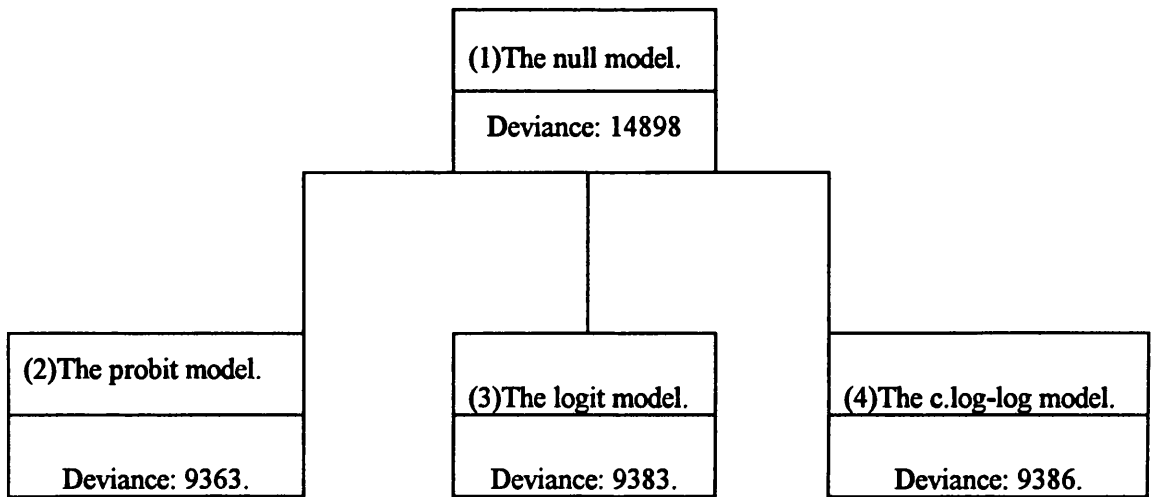 (1)The null model.
Deviance: 14898
(2)The probit model.
(3)The logit model.
(4)The c.log-log model.
Deviance: 9363.
Deviance: 9383.
Deviance: 9386.